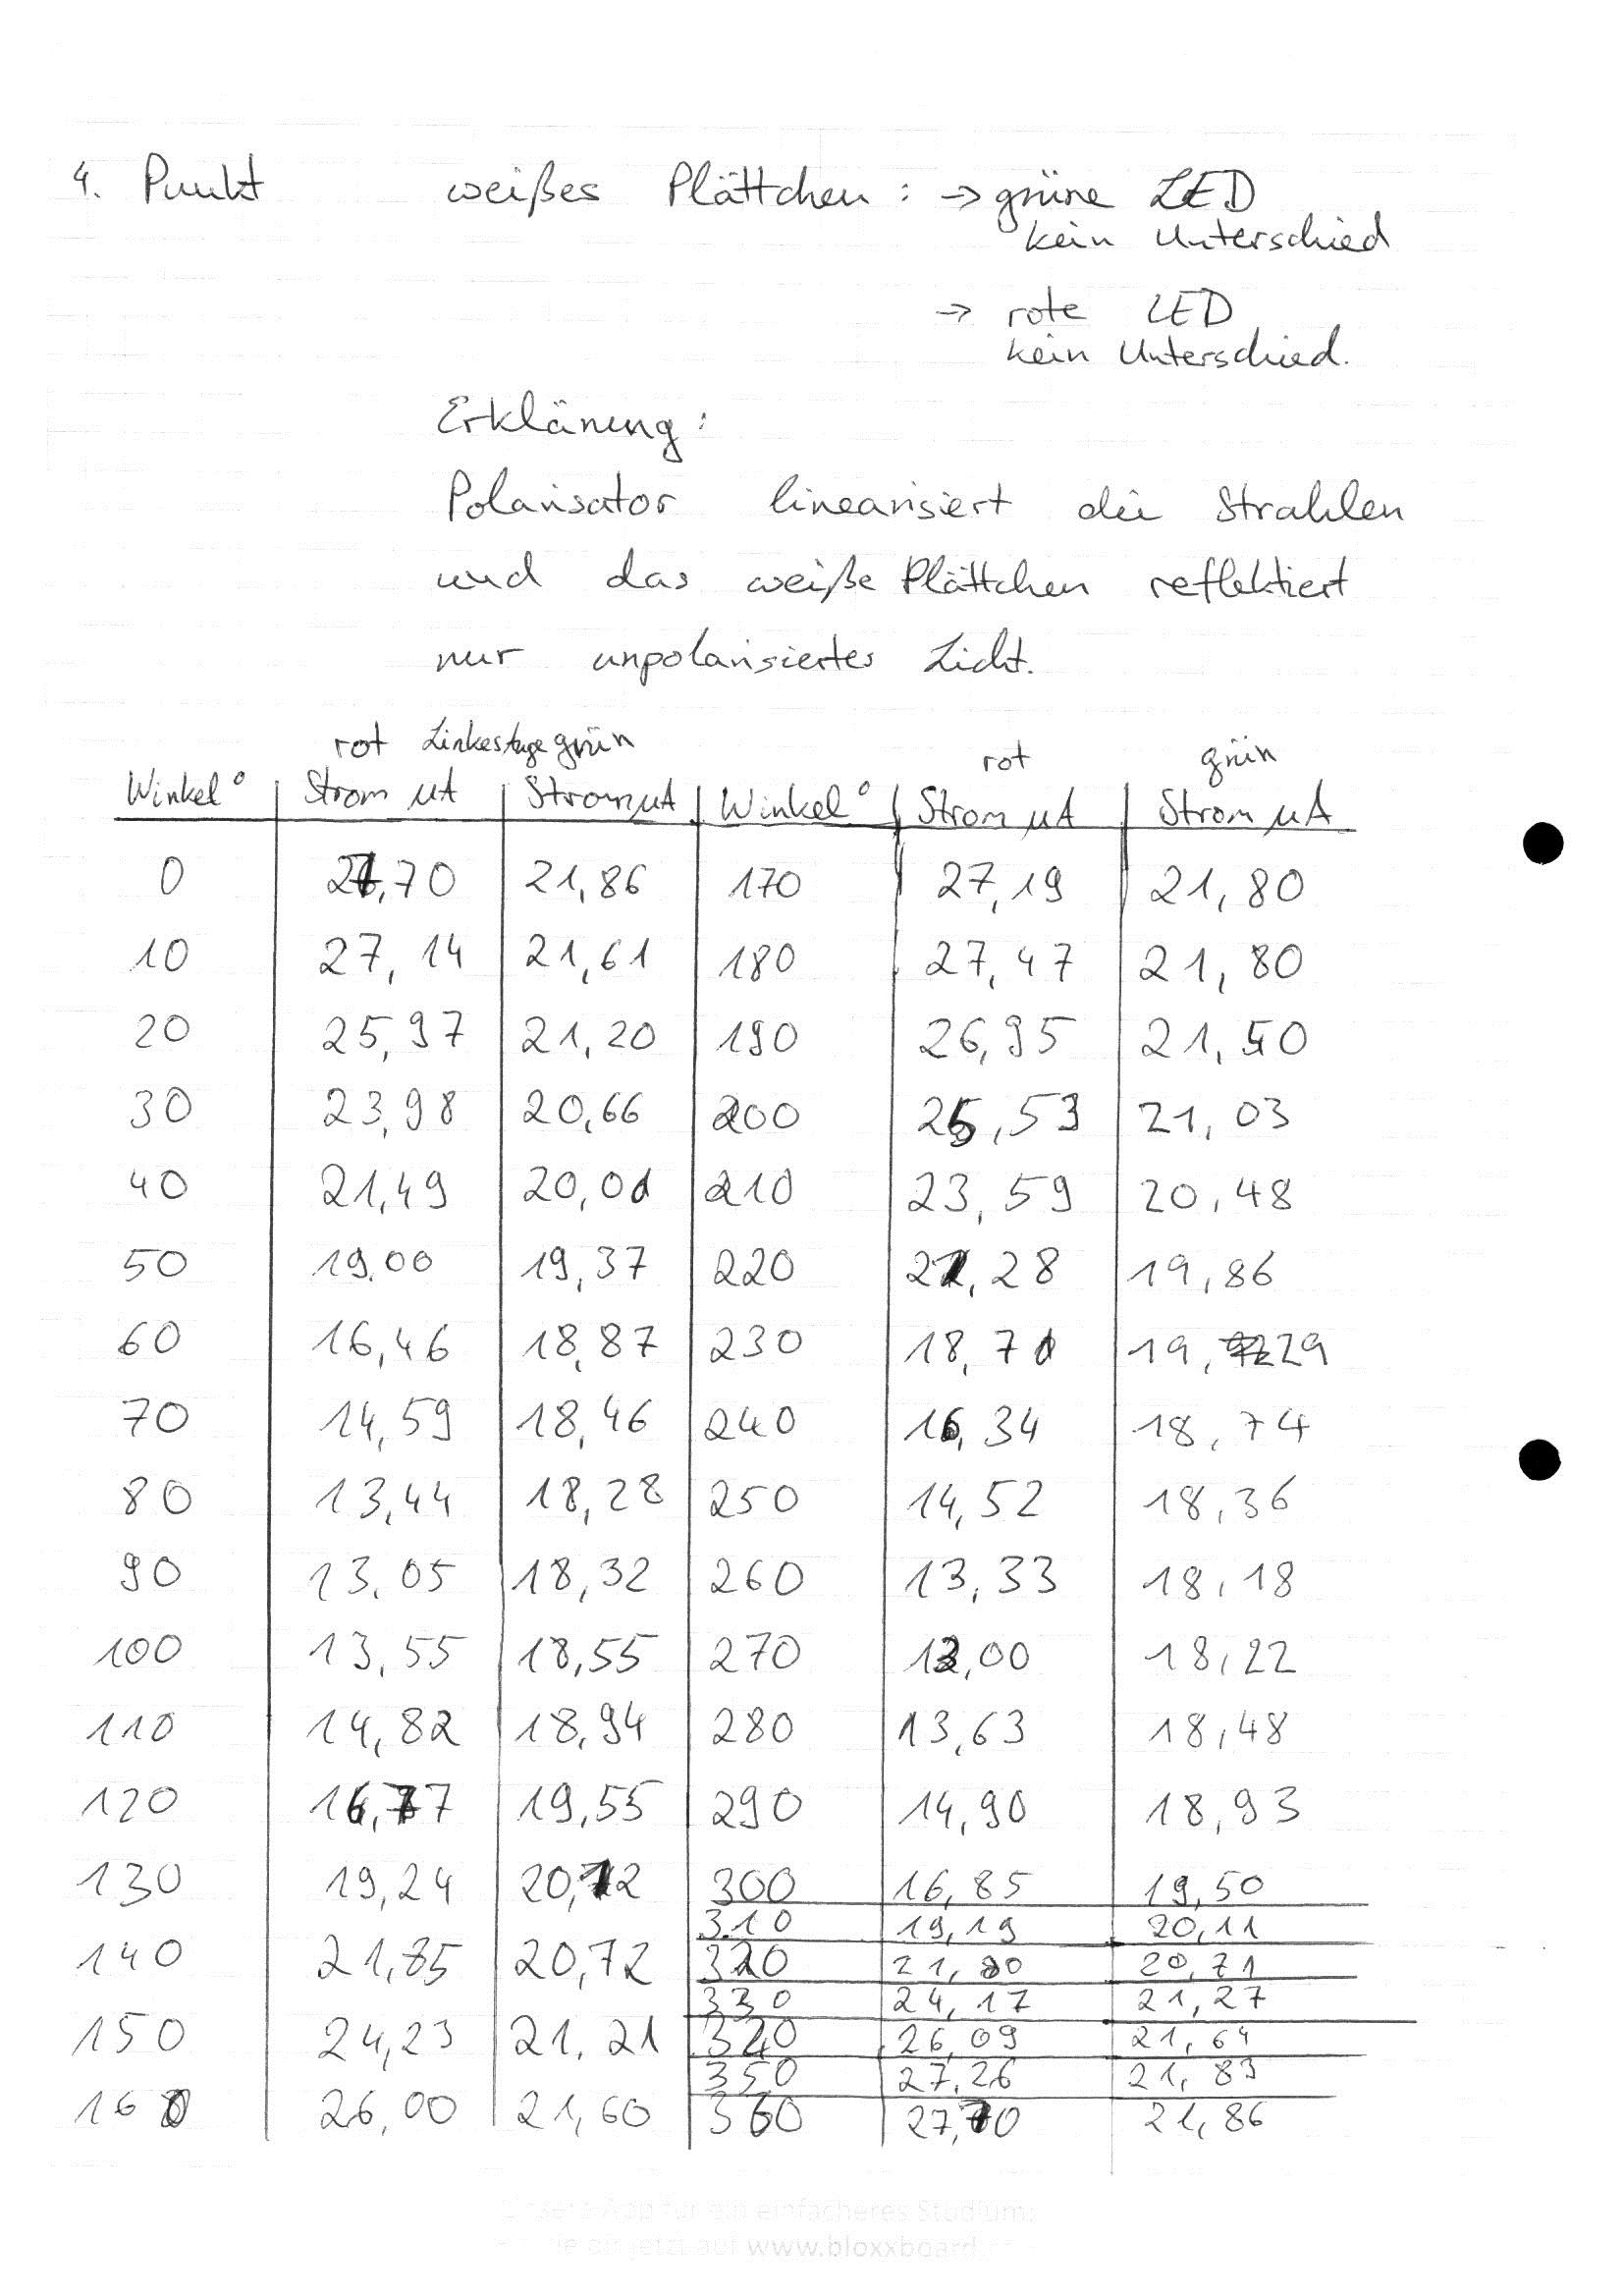 4. Punkt weißes Plättchen: → grüne LED
kein Unterschied
→ rote LED
kein Unterschied.
Erklärung:
Polarisator linearisiert die Strahlen
und das weiße Plättchen reflektiert
nur unpolarisiertes Licht.
rot grün rot grün
Winkel° Strom µA Strom µA Winkel° Strom µA Strom µA
0 27,70 21,86 170 27,19 21,80
10 27,14 21,61 180 27,47 21,80
20 25,97 21,20 190 26,95 21,50
30 23,98 20,66 200 25,53 21,03
40 21,49 20,01 210 23,59 20,48
50 19.00 19,37 220 21,28 19,86
60 16,46 18,87 230 18,71 19,29
70 14,59 18,46 240 16,34 18,74
80 13,44 18,28 250 14,52 18,36
90 13,05 18,32 260 13,33 18,18
100 13,55 18,55 270 13,00 18,22
110 14,82 18,94 280 13,63 18,48
120 16,77 19,55 290 14,90 18,93
130 19,24 20,12 300 16,85 19,50
310 19,19 20,11
140 21,85 20,72 320 21,80 20,71
330 24,17 21,27
150 24,23 21,21 340 26,09 21,64
350 27,26 21,83
160 26,00 21,60 360 27,70 21,86
Unsere App für ein einfacheres Studium:
jetzt auf www.bloxxboard